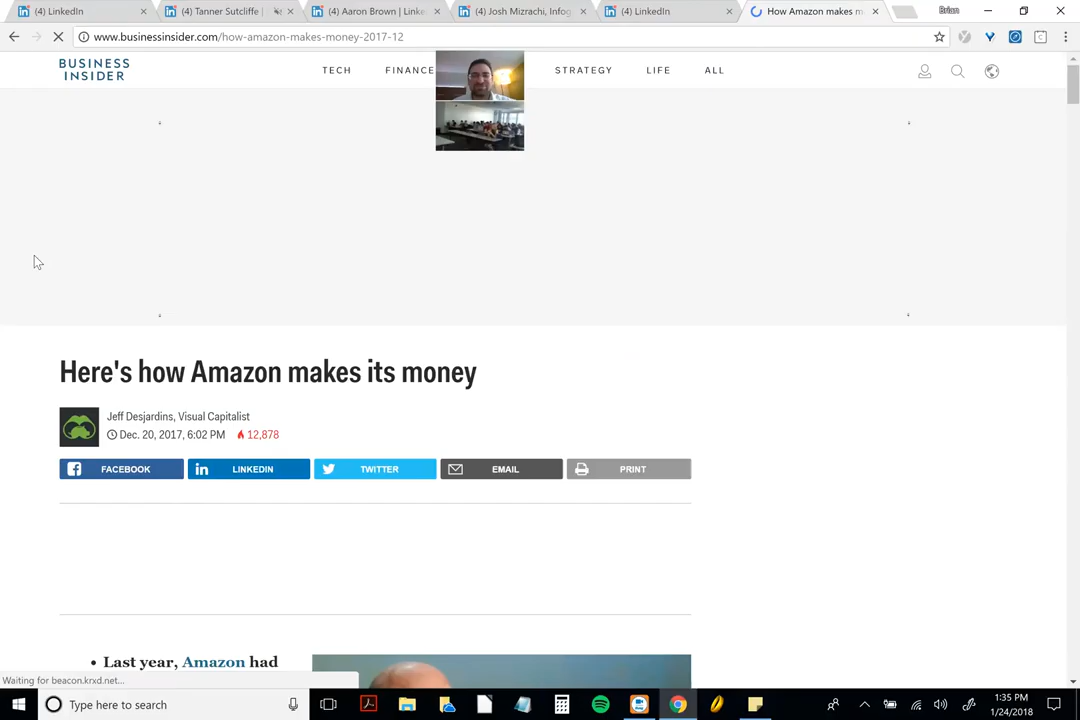 (4) LinkedIn
(4) Tanner Sutcliffe |
(4) Aaron Brown | Linke
(4) Josh Mizrachi, Infog
(4) LinkedIn
How Amazon makes m
Brian
www.businessinsider.com/how-amazon-makes-money-2017-12
BUSINESS
INSIDER
TECH
FINANCE
STRATEGY
LIFE
ALL
Here's how Amazon makes its money
Jeff Desjardins, Visual Capitalist
Dec. 20, 2017, 6:02 PM 12,878
FACEBOOK
LINKEDIN
TWITTER
EMAIL
PRINT
• Last year, Amazon had
Waiting for beacon.krxd.net...
Type here to search
1:35 PM
1/24/2018